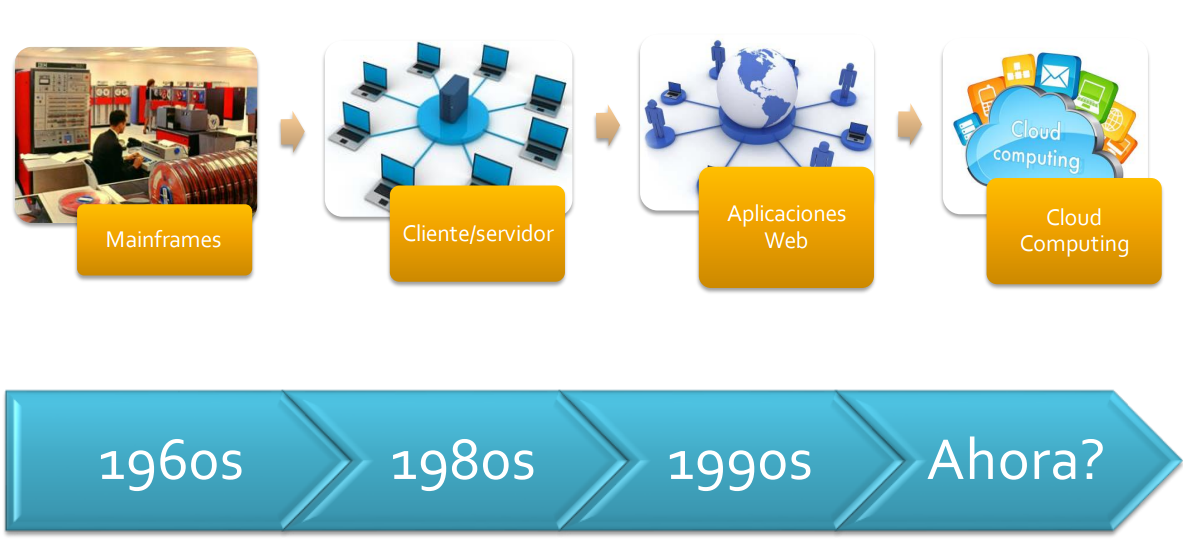 Cloud
computing
Mainframes
Cliente/servidor
Aplicaciones
Web
Cloud
Computing
1960s
1980s
1990s
Ahora?